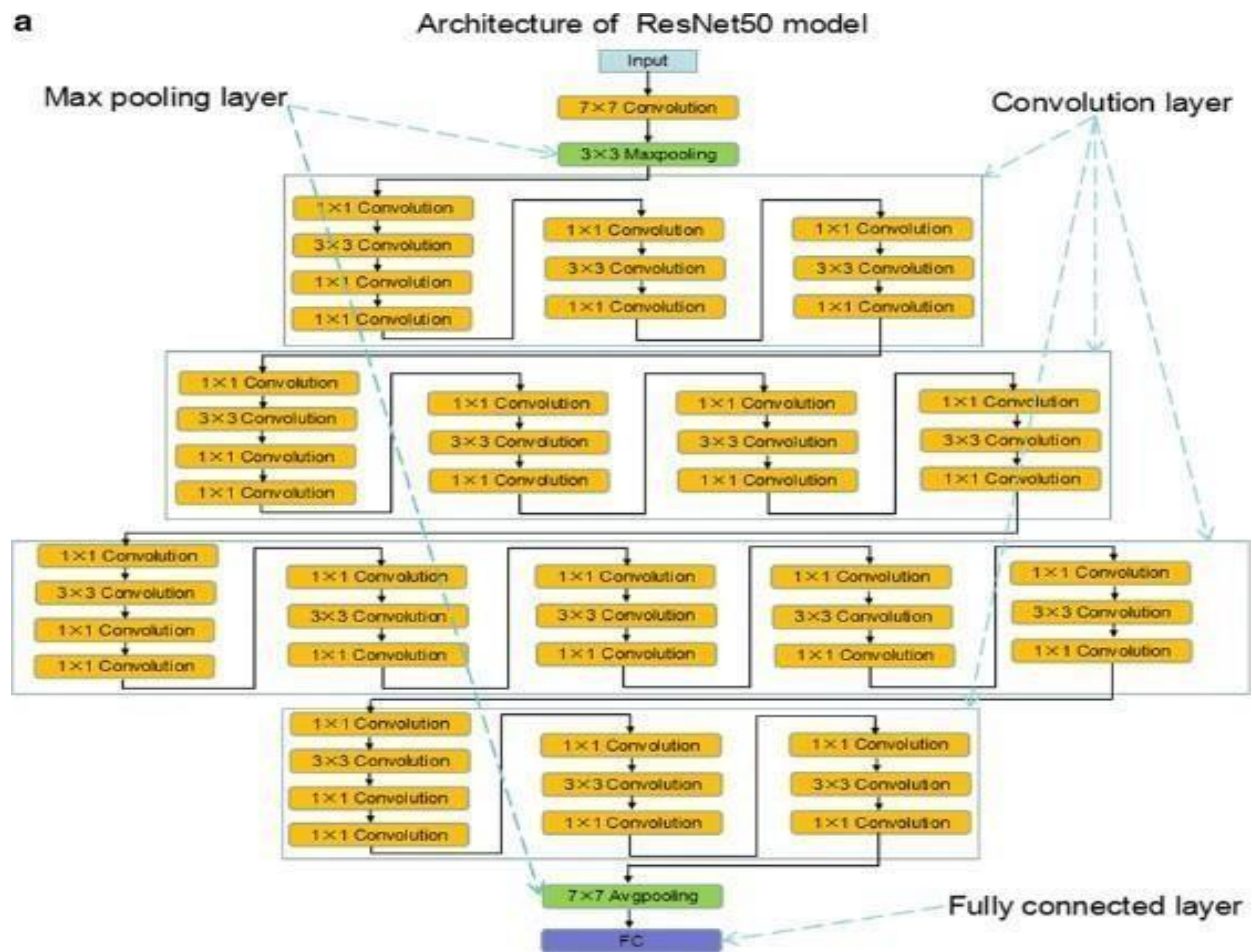 a
Architecture of ResNet50 model
Input
Max pooling layer
7×7 Convolution
Convolution layer
3×3 Maxpooling
1×1 Convolution
3×3 Convolution
1×1 Convolution
1×1 Convolution
1×1 Convolution
3×3 Convolution
1×1 Convolution
1×1 Convolution
3×3 Convolution
1×1 Convolution
1×1 Convolution
3×3 Convolution
1×1 Convolution
1×1 Convolution
1×1 Convolution
3×3 Convolution
1×1 Convolution
1×1 Convolution
3×3 Convolution
1×1 Convolution
1×1 Convolution
3×3 Convolution
1×1 Convolution
1×1 Convolution
3×3 Convolution
1×1 Convolution
1×1 Convolution
1×1 Convolution
3×3 Convolution
1×1 Convolution
1×1 Convolution
3×3 Convolution
1×1 Convolution
1×1 Convolution
3×3 Convolution
1×1 Convolution
1×1 Convolution
3×3 Convolution
1×1 Convolution
1×1 Convolution
3×3 Convolution
1×1 Convolution
1×1 Convolution
1×1 Convolution
3×3 Convolution
1×1 Convolution
1×1 Convolution
3×3 Convolution
1×1 Convolution
7×7 Avgpooling
Fully connected layer
FC